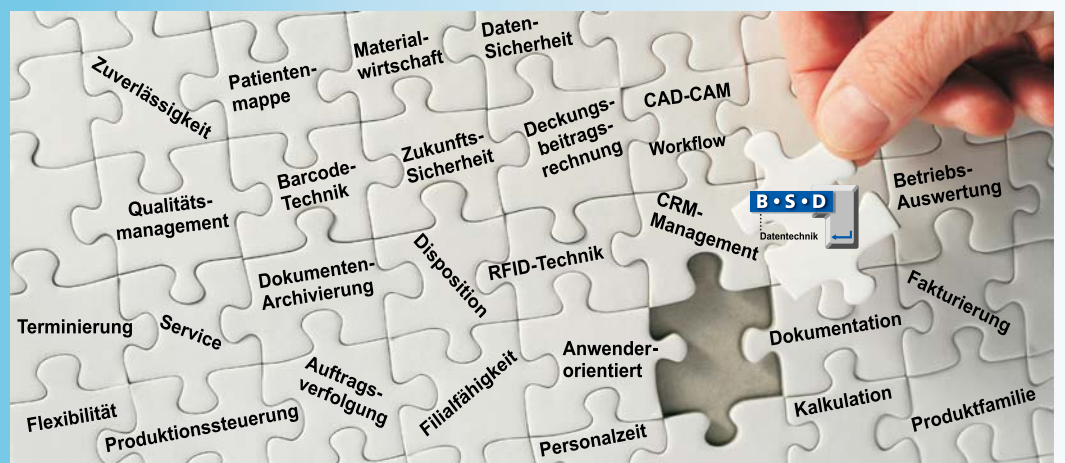 Zuverlässigkeit
Patienten-
mappe
Material-
wirtschaft
Daten-
Sicherheit
Qualitäts-
management
Barcode-
Technik
Zukunfts-
Sicherheit
Deckungs-
beitrags-
rechnung
CAD-CAM
Workflow
CRM-
Management
B·S·D
Datentechnik
Betriebs-
Auswertung
Dokumenten-
Archivierung
Disposition
RFID-Technik
Fakturierung
Terminierung
Service
Auftrags-
verfolgung
Filialfähigkeit
Anwender-
orientiert
Dokumentation
Flexibilität
Produktionssteuerung
Personalzeit
Kalkulation
Produktfamilie